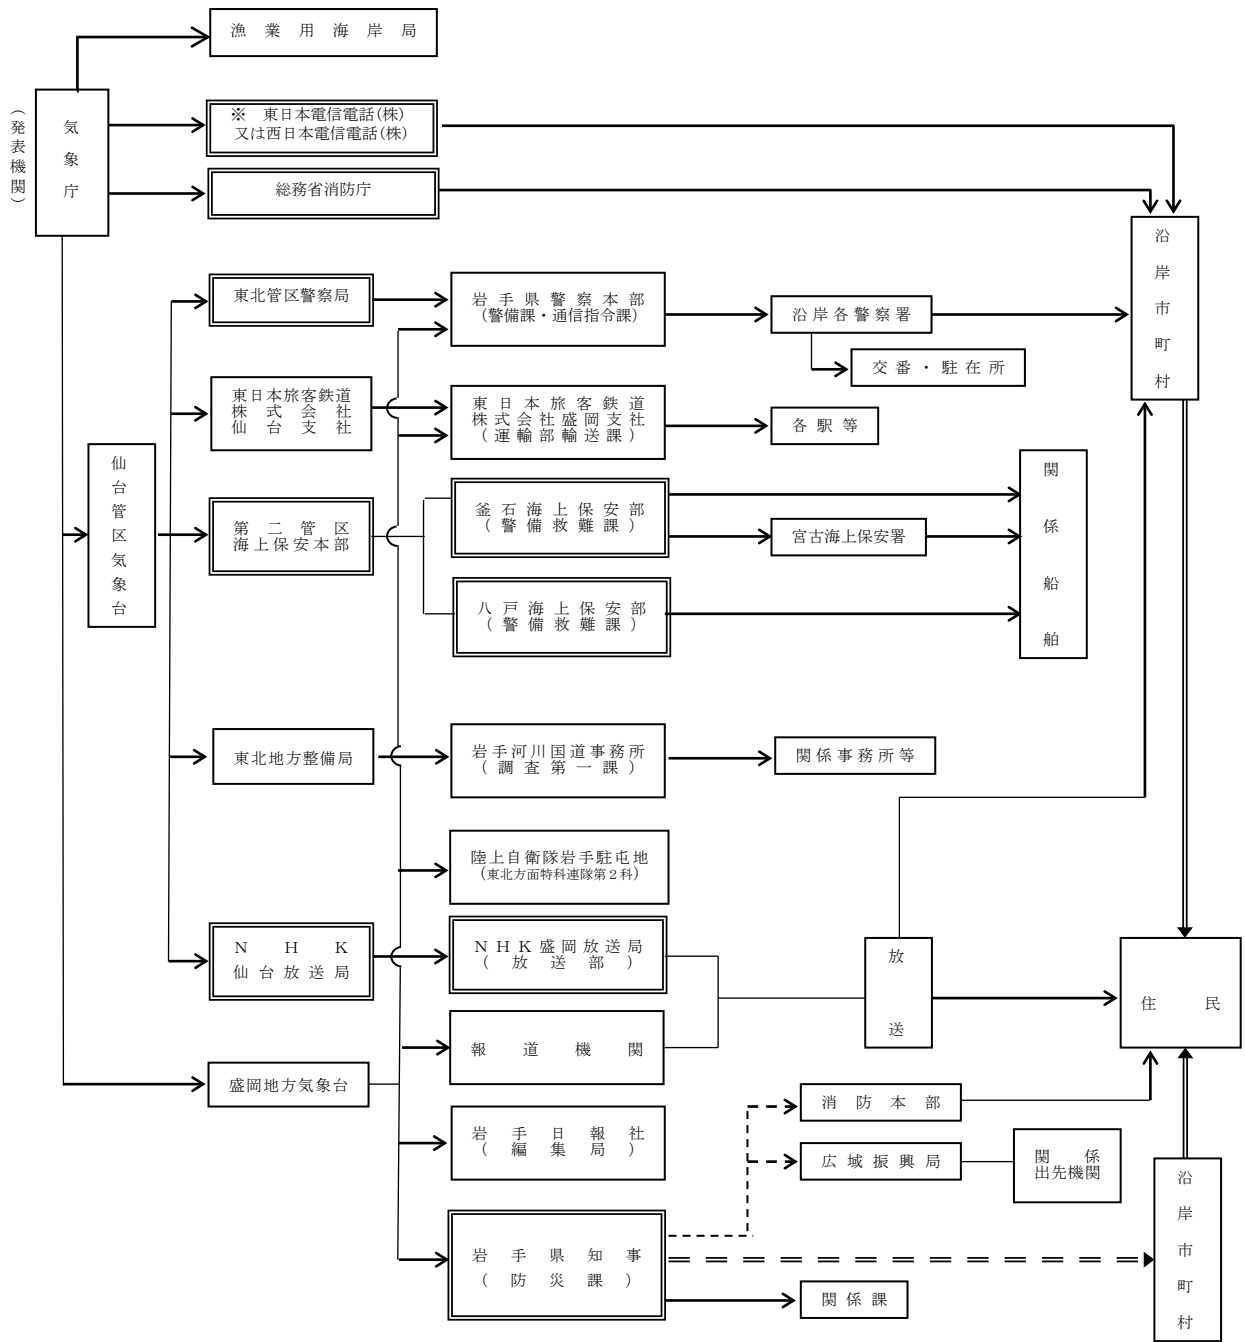 漁業用海岸局
(発表機関)
気象庁
※　東日本電信電話(株)
又は西日本電信電話(株)
総務省消防庁
沿岸市町村
東北管区警察局
岩手県警察本部
(警備課・通信指令課)
沿岸各警察署
交番・駐在所
東日本旅客鉄道
株式会社
仙台支社
東日本旅客鉄道
株式会社盛岡支社
(運輸部輸送課)
各駅等
仙台管区気象台
第二管区
海上保安本部
釜石海上保安部
(警備救難課)
宮古海上保安署
関係船舶
八戸海上保安部
(警備救難課)
東北地方整備局
岩手河川国道事務所
(調査第一課)
関係事務所等
陸上自衛隊岩手駐屯地
(東北方面特科連隊第２科)
ＮＨＫ
仙台放送局
ＮＨＫ盛岡放送局
(放送部)
放送
住民
報道機関
盛岡地方気象台
岩手日報社
(編集局)
消防本部
広域振興局
関係
出先機関
岩手県知事
(防災課)
関係課
沿岸市町村